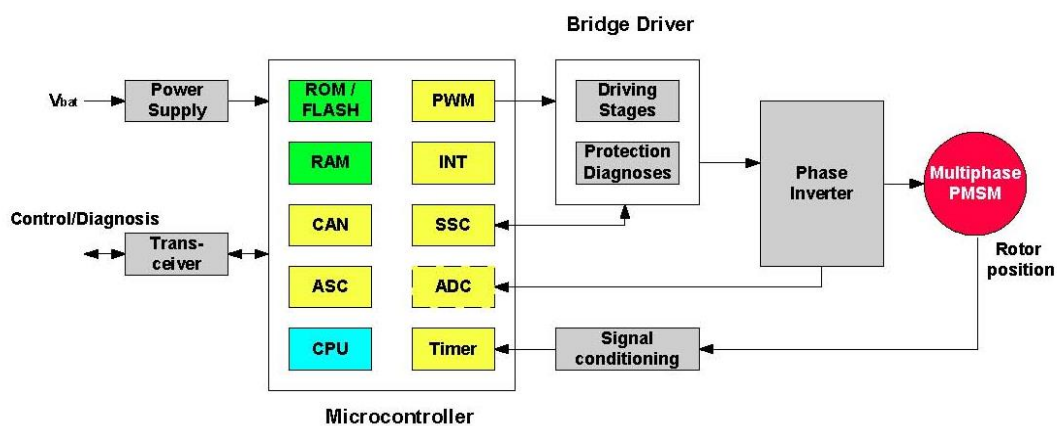 Bridge Driver
Vbat
Power
Supply
ROM /
FLASH
PWM
Driving
Stages
RAM
INT
Protection
Diagnoses
Phase
Inverter
Multiphase
PMSM
Control/Diagnosis
Trans-
ceiver
CAN
SSC
Rotor
position
ASC
ADC
CPU
Timer
Signal
conditioning
Microcontroller